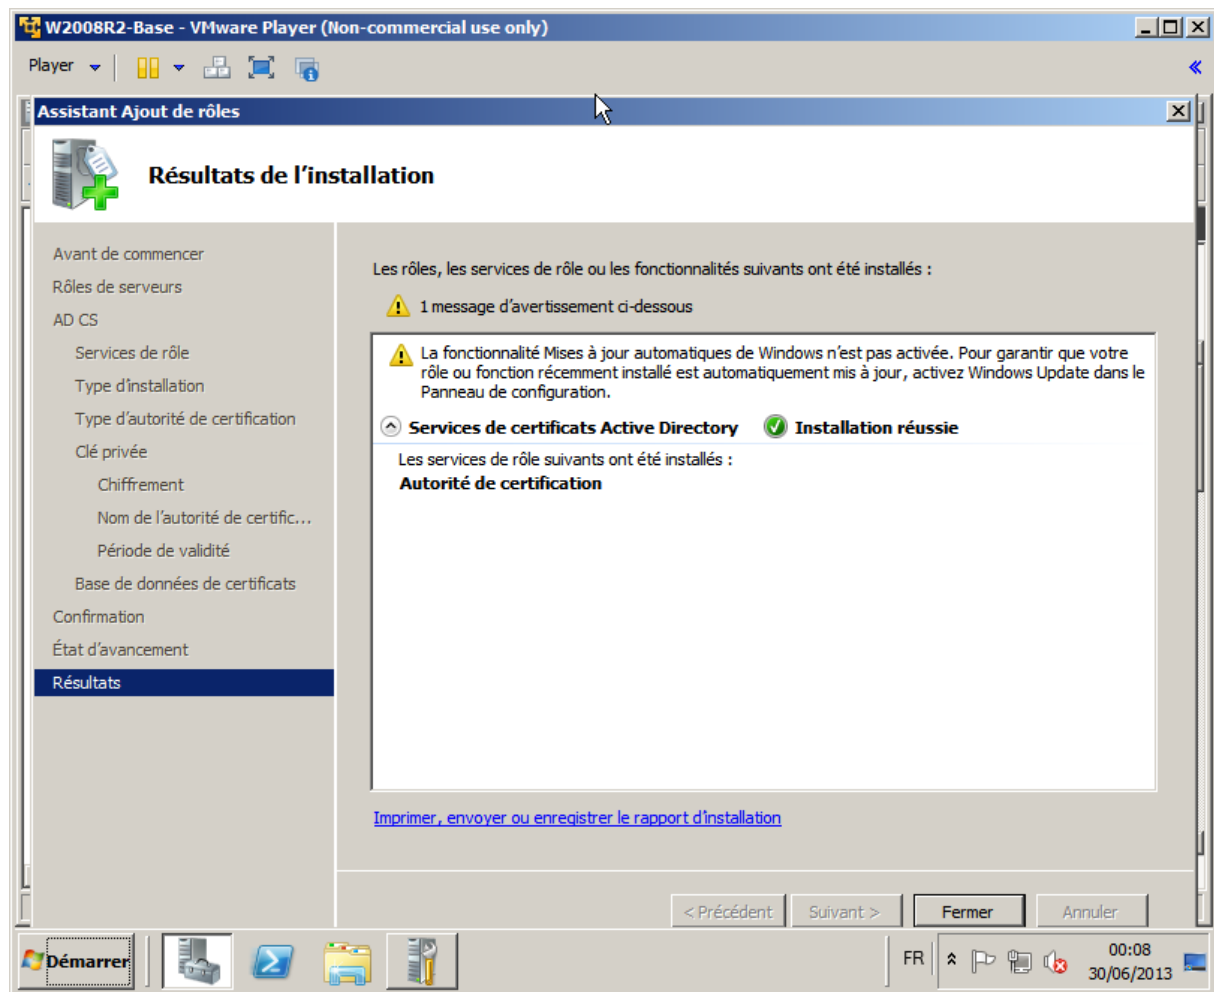 W2008R2-Base - VMware Player (Non-commercial use only)
Player
Assistant Ajout de rôles
Résultats de l'installation
Avant de commencer
Rôles de serveurs
AD CS
Services de rôle
Type d'installation
Type d'autorité de certification
Clé privée
Chiffrement
Nom de l'autorité de certific...
Période de validité
Base de données de certificats
Confirmation
État d'avancement
Résultats
Les rôles, les services de rôle ou les fonctionnalités suivants ont été installés :
1 message d'avertissement ci-dessous
La fonctionnalité Mises à jour automatiques de Windows n'est pas activée. Pour garantir que votre
rôle ou fonction récemment installé est automatiquement mis à jour, activez Windows Update dans le
Panneau de configuration.
Services de certificats Active Directory Installation réussie
Les services de rôle suivants ont été installés :
Autorité de certification
Imprimer, envoyer ou enregistrer le rapport d'installation
< Précédent Suivant > Fermer Annuler
Démarrer FR 00:08
30/06/2013